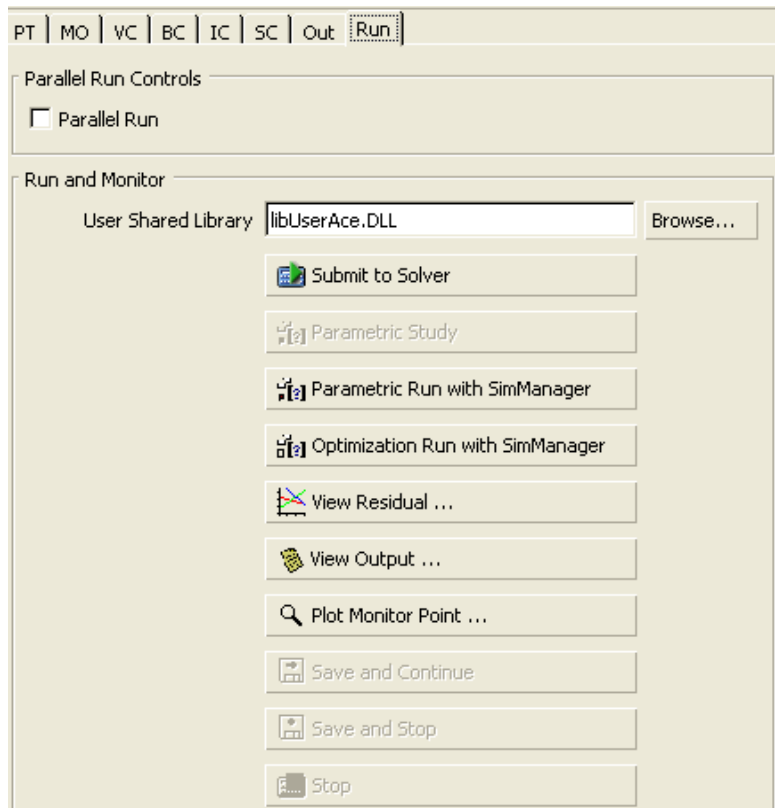 PT MO VC BC IC SC Out Run
Parallel Run Controls
Parallel Run
Run and Monitor
User Shared Library libUserAce.DLL Browse...
Submit to Solver
Parametric Study
Parametric Run with SimManager
Optimization Run with SimManager
View Residual ...
View Output ...
Plot Monitor Point ...
Save and Continue
Save and Stop
Stop